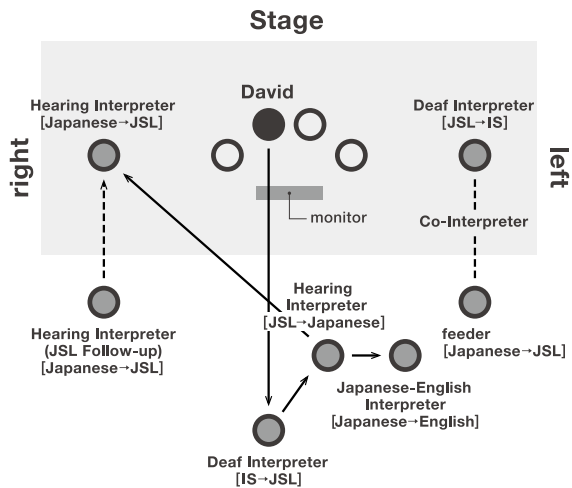 Stage
David
Hearing Interpreter
[Japanese→JSL]
Deaf Interpreter
[JSL→IS]
right
left
monitor
Co-Interpreter
Hearing
Interpreter
[JSL→Japanese]
Hearing Interpreter
(JSL Follow-up)
[Japanese→JSL]
feeder
[Japanese→JSL]
Japanese-English
Interpreter
[Japanese→English]
Deaf Interpreter
[IS→JSL]